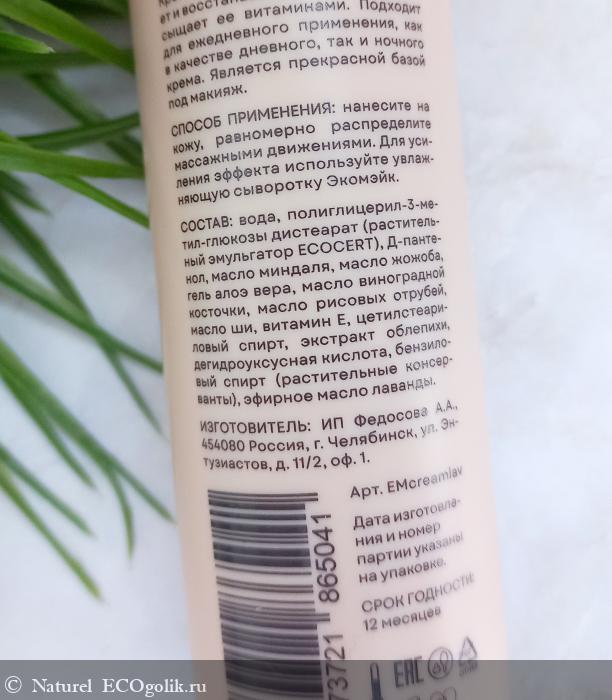 ет и восстана
сыщает ее витаминами. Подходит
для ежедневного применения, как
в качестве дневного, так и ночного
крема. Является прекрасной базой
под макияж.
СПОСОБ ПРИМЕНЕНИЯ: нанесите на
кожу, равномерно распределите
массажными движениями. Для уси-
ления эффекта используйте увлаж-
няющую сыворотку Экомэйк.
СОСТАВ: вода, полиглицерил-3-ме-
тил-глюкозы дистеарат (раститель-
ный эмульгатор ECOCERT), Д-панте-
нол, масло миндаля, масло жожоба,
гель алоэ вера, масло виноградной
косточки, масло рисовых отрубей,
масло ши, витамин Е, цетилстеари-
ловый спирт, экстракт облепихи,
дегидроуксусная кислота, бензило-
вый спирт (растительные консер-
ванты), эфирное масло лаванды.
ИЗГОТОВИТЕЛЬ: ИП Федосова А.А.,
454080 Россия, г. Челябинск, ул. Эн-
тузиастов, д. 11/2, оф. 1.
Арт. EMcreamlav
Дата изготовле-
ния и номер
партии указаны
на упаковке.
СРОК ГОДНОСТИ:
12 месяцев
73721 865041
EAC
© Naturel ECOgolik.ru